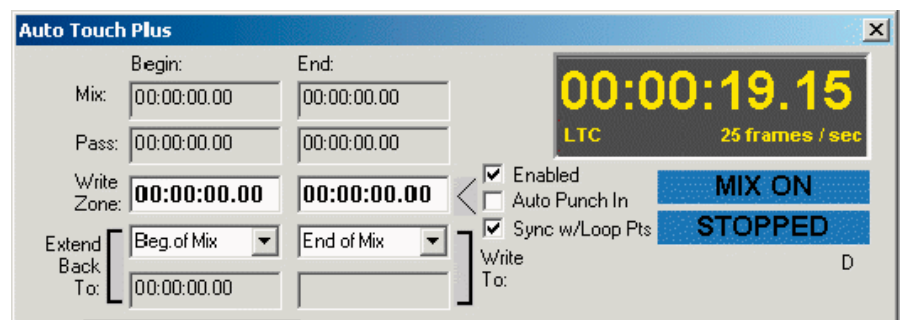 Auto Touch Plus
Begin: End:
Mix: 00:00:00.00 00:00:00.00
00:00:19.15
LTC 25 frames / sec
Pass: 00:00:00.00 00:00:00.00
Write Zone: 00:00:00.00 00:00:00.00
Enabled
Auto Punch In
Sync w/Loop Pts
MIX ON
STOPPED
Extend Back To: Beg.of Mix End of Mix
00:00:00.00
Write To:
D